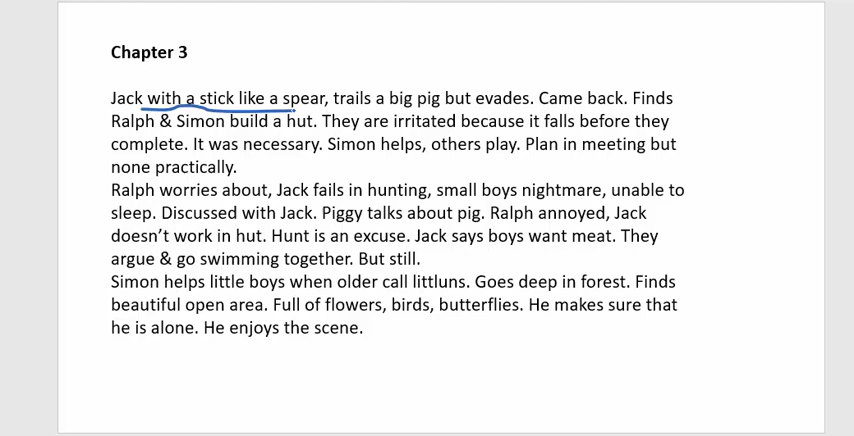 Chapter 3
Jack with a stick like a spear, trails a big pig but evades. Came back. Finds
Ralph & Simon build a hut. They are irritated because it falls before they
complete. It was necessary. Simon helps, others play. Plan in meeting but
none practically.
Ralph worries about, Jack fails in hunting, small boys nightmare, unable to
sleep. Discussed with Jack. Piggy talks about pig. Ralph annoyed, Jack
doesn’t work in hut. Hunt is an excuse. Jack says boys want meat. They
argue & go swimming together. But still.
Simon helps little boys when older call littluns. Goes deep in forest. Finds
beautiful open area. Full of flowers, birds, butterflies. He makes sure that
he is alone. He enjoys the scene.